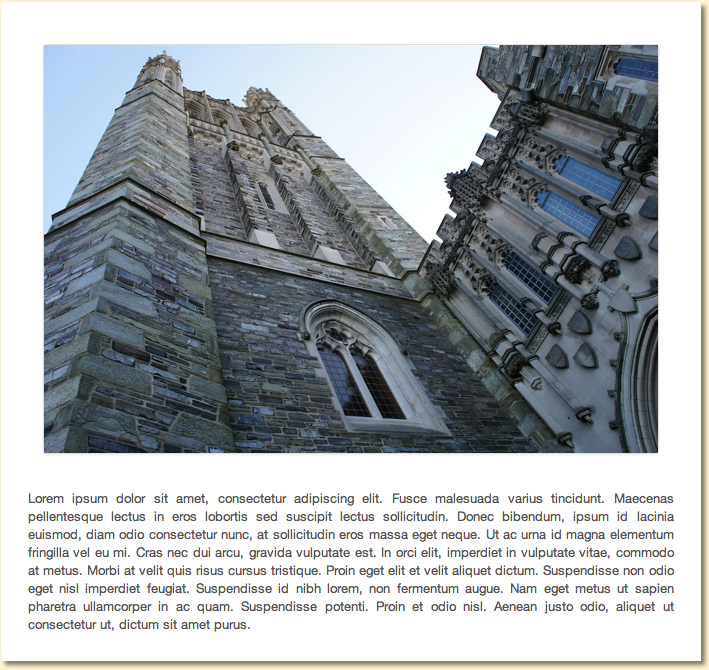 Lorem ipsum dolor sit amet, consectetur adipiscing elit. Fusce malesuada varius tincidunt. Maecenas
pellentesque lectus in eros lobortis sed suscipit lectus sollicitudin. Donec bibendum, ipsum id lacinia
euismod, diam odio consectetur nunc, at sollicitudin eros massa eget neque. Ut ac urna id magna elementum
fringilla vel eu mi. Cras nec dui arcu, gravida vulputate est. In orci elit, imperdiet in vulputate vitae, commodo
at metus. Morbi at velit quis risus cursus tristique. Proin eget elit et velit aliquet dictum. Suspendisse non odio
eget nisl imperdiet feugiat. Suspendisse id nibh lorem, non fermentum augue. Nam eget metus ut sapien
pharetra ullamcorper in ac quam. Suspendisse potenti. Proin et odio nisl. Aenean justo odio, aliquet ut
consectetur ut, dictum sit amet purus.